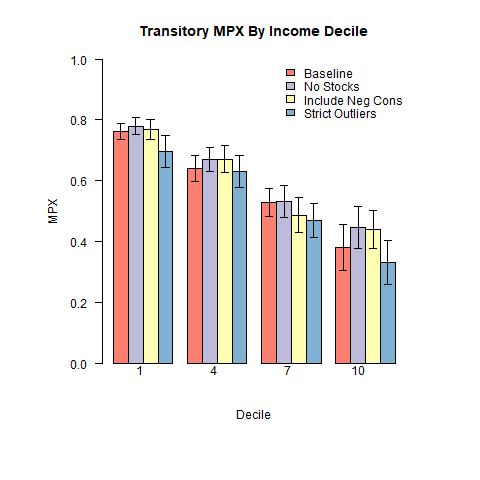 Transitory MPX By Income Decile
1.0
0.8
0.6
0.4
0.2
0.0
MPX
Baseline
No Stocks
Include Neg Cons
Strict Outliers
1 4 7 10
Decile